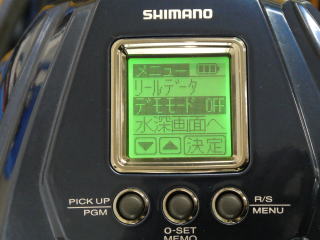 SHIMANO
メニュー
リールデータ
デモモード OFF
水深画面へ
▼ ▲ 決定
PICK UP
PGM
O-SET
MEMO
R/S
MENU